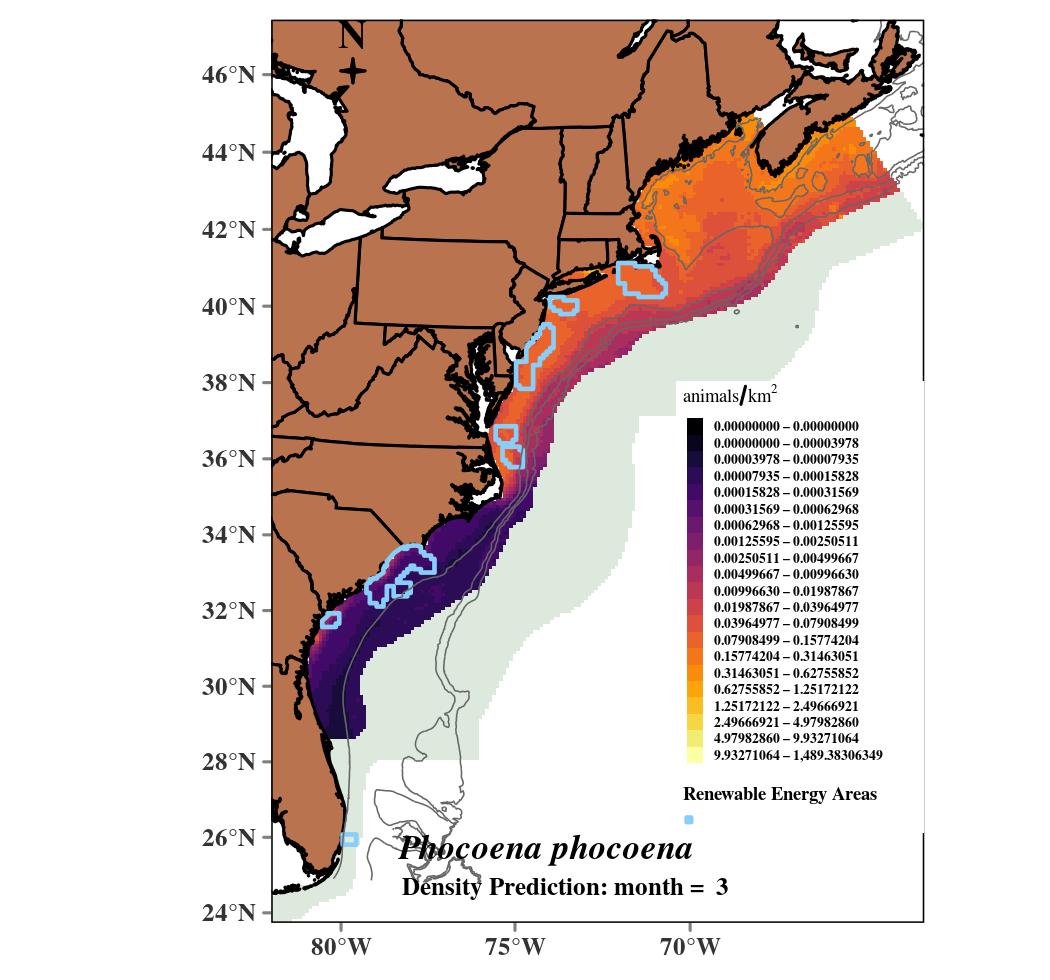 N
46°N
44°N
42°N
40°N
38°N
36°N
34°N
32°N
30°N
28°N
26°N
24°N
80°W
75°W
70°W
animals/km²
0.00000000 – 0.00000000
0.00000000 – 0.00003978
0.00003978 – 0.00007935
0.00007935 – 0.00015828
0.00015828 – 0.00031569
0.00031569 – 0.00062968
0.00062968 – 0.00125595
0.00125595 – 0.00250511
0.00250511 – 0.00499667
0.00499667 – 0.00996630
0.00996630 – 0.01987867
0.01987867 – 0.03964977
0.03964977 – 0.07908499
0.07908499 – 0.15774204
0.15774204 – 0.31463051
0.31463051 – 0.62755852
0.62755852 – 1.25172122
1.25172122 – 2.49666921
2.49666921 – 4.97982860
4.97982860 – 9.93271064
9.93271064 – 1,489.38306349
Renewable Energy Areas
Phocoena phocoena
Density Prediction: month = 3